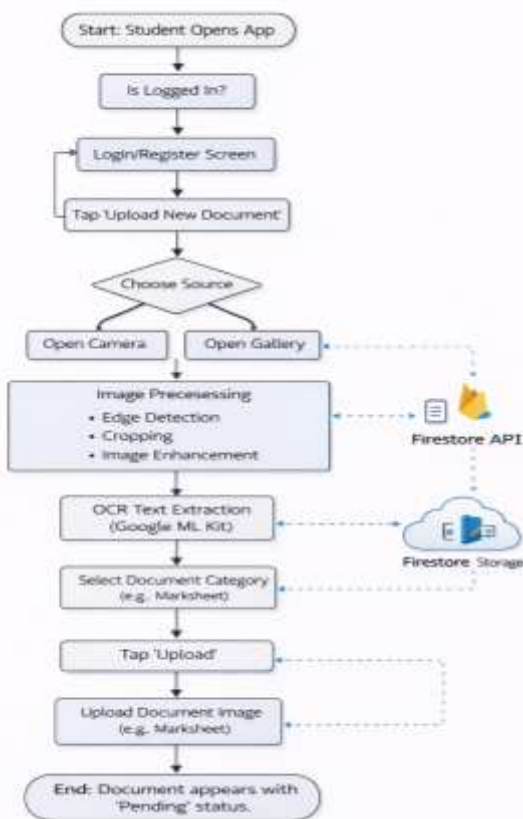 Start: Student Opens App
Is Logged In?
Login/Register Screen
Tap 'Upload New Document'
Choose Source
Open Camera
Open Gallery
Image Precesessing
• Edge Detection
• Cropping
• Image Enhancement
Firestore API
OCR Text Extraction
(Google ML Kit)
Firestore Storage
Select Document Category
(e.g., Marksheet)
Tap 'Upload'
Upload Document Image
(e.g., Marksheet)
End: Document appears with
'Pending' status.